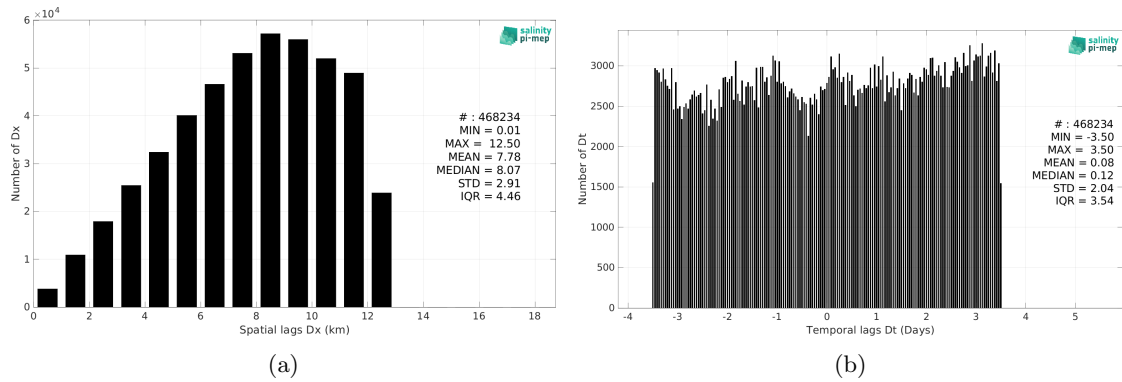 ×10^4
6
5
4
3
2
1
0
Number of Dx
0 2 4 6 8 10 12 14 16 18
Spatial lags Dx (km)
salinity
pi-mep
# : 468234
MIN = 0.01
MAX = 12.50
MEAN = 7.78
MEDIAN = 8.07
STD = 2.91
IQR = 4.46
(a)
3000
2500
2000
1500
1000
500
0
Number of Dt
-4 -3 -2 -1 0 1 2 3 4 5
Temporal lags Dt (Days)
salinity
pi-mep
# : 468234
MIN = -3.50
MAX = 3.50
MEAN = 0.08
MEDIAN = 0.12
STD = 2.04
IQR = 3.54
(b)